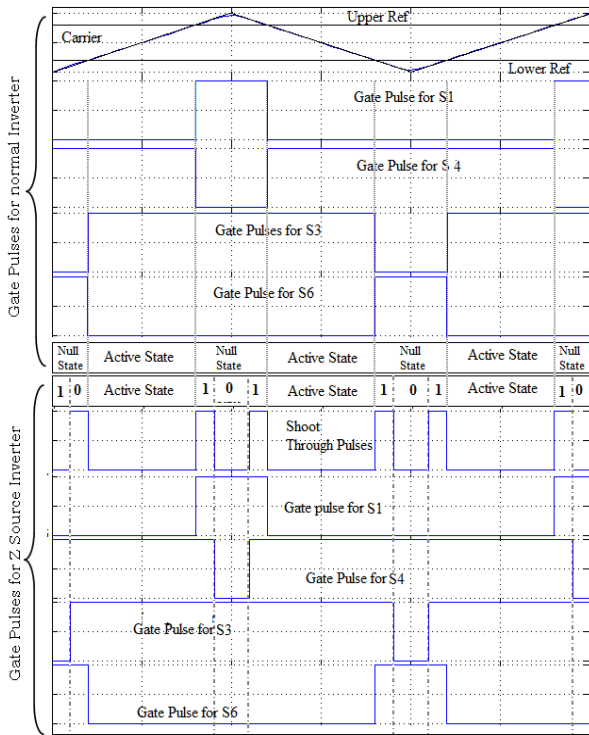 Upper Ref
Carrier
Lower Ref
Gate Pulse for S1
Gate Pulse for S 4
Gate Pulses for S3
Gate Pulse for S6
Gate Pulses for normal Inverter
Null State Active State Null State Active State Null State Active State Null State
1 0 Active State 1 0 1 Active State 1 0 1 Active State 1 0
Shoot
Through Pulses
Gate pulse for S1
Gate Pulse for S4
Gate Pulse for S3
Gate Pulse for S6
Gate Pulses for Z Source Inverter